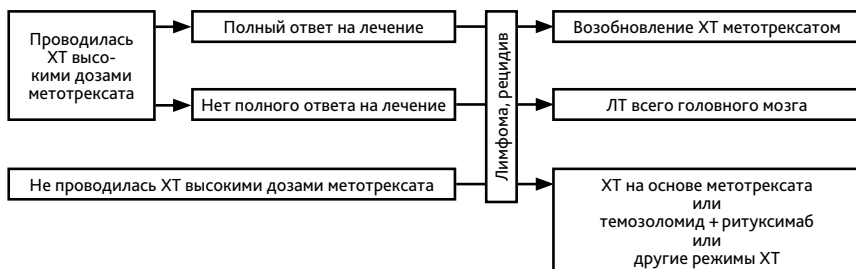 Проводилась
ХТ высо-
кими дозами
метотрексата
Полный ответ на лечение
Нет полного ответа на лечение
Не проводилась ХТ высокими дозами метотрексата
Лимфома, рецидив
Возобновление ХТ метотрексатом
ЛТ всего головного мозга
ХТ на основе метотрексата
или
темозоломид + ритуксимаб
или
другие режимы ХТ